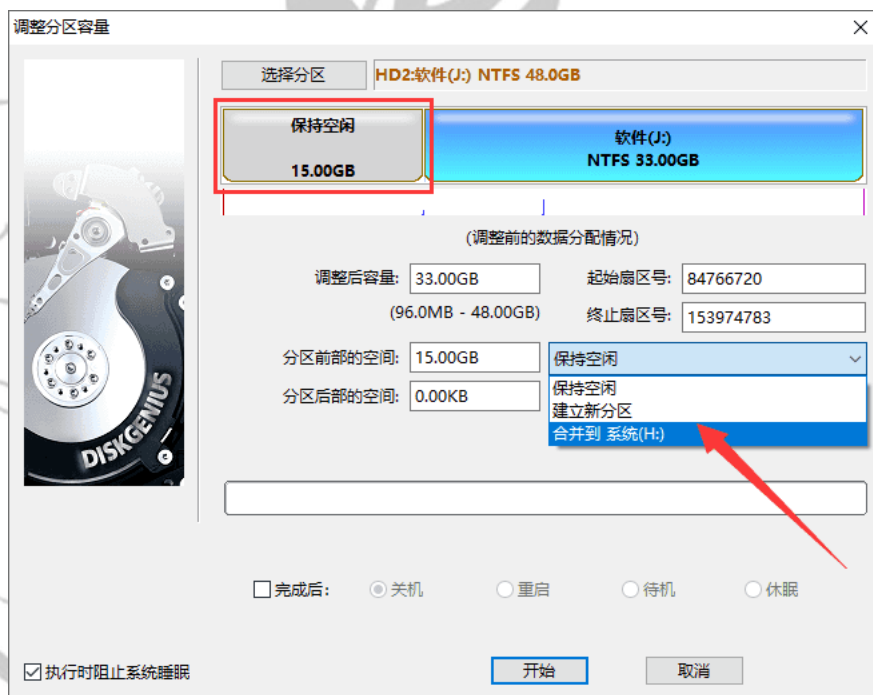 调整分区容量
选择分区 HD2:软件(J:) NTFS 48.0GB
保持空闲
15.00GB
软件(J:)
NTFS 33.00GB
(调整前的数据分配情况)
调整后容量: 33.00GB 起始扇区号: 84766720
(96.0MB - 48.00GB) 终止扇区号: 153974783
分区前部的空间: 15.00GB 保持空闲
分区后部的空间: 0.00KB
保持空闲
建立新分区
合并到 系统(H:)
DISKGENIUS
完成后: 关机 重启 待机 休眠
执行时阻止系统睡眠 开始 取消